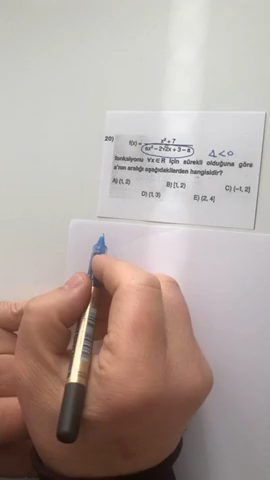 20)
f(x) = x² + 7
ax² – 2√2x + 3 – a
Δ < 0
fonksiyonu ∀x ∈ R için sürekli olduğuna göre
a'nın aralığı aşağıdakilerden hangisidir?
A) (1, 2) B) [1, 2) C) (–1, 2]
D) (1, 3) E) (2, 4]